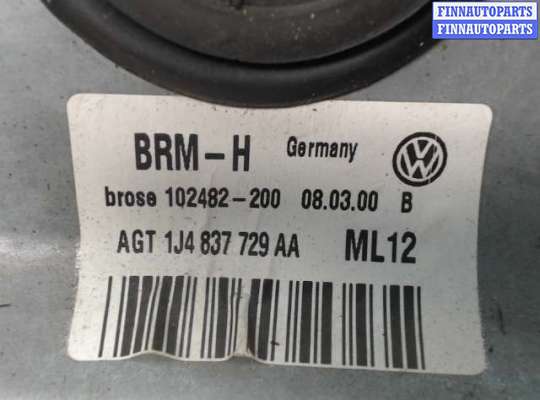 FINNAUTOPARTS
FINNAUTOPARTS
BRM-H Germany
brose 102482-200 08.03.00 B
AGT 1J4 837 729 AA ML12